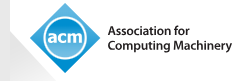 acm
Association for
Computing Machinery